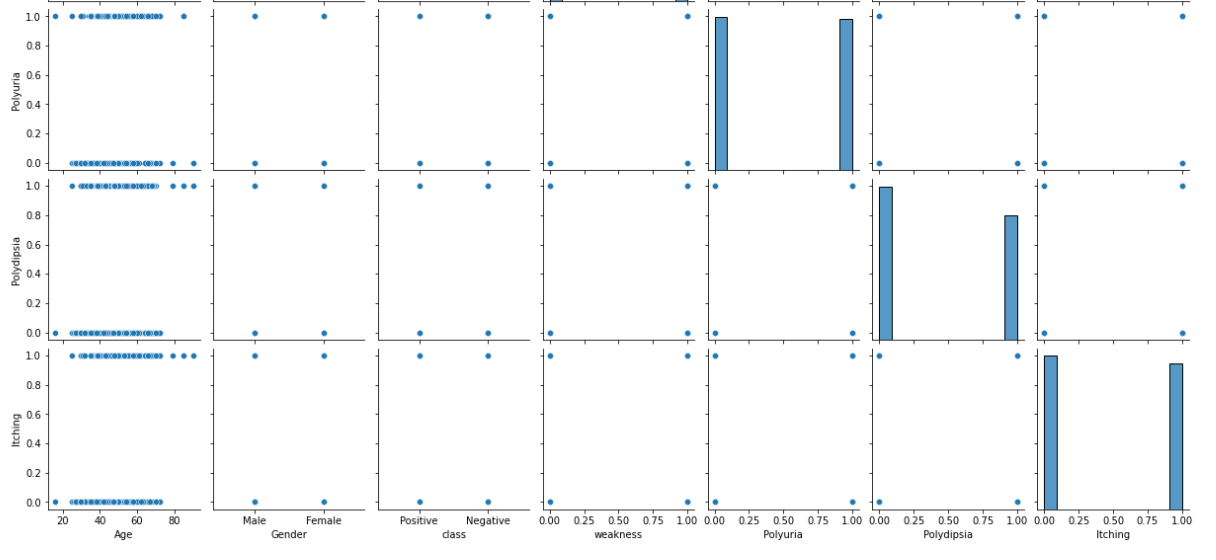 1.0
0.8
0.6
0.4
0.2
0.0
Polyuria
1.0
0.8
0.6
0.4
0.2
0.0
Polydipsia
1.0
0.8
0.6
0.4
0.2
0.0
Itching
20 40 60 80
Age
Male Female
Gender
Positive Negative
class
0.00 0.25 0.50 0.75 1.00
weakness
0.00 0.25 0.50 0.75 1.00
Polyuria
0.00 0.25 0.50 0.75 1.00
Polydipsia
0.00 0.25 0.50 0.75 1.00
Itching